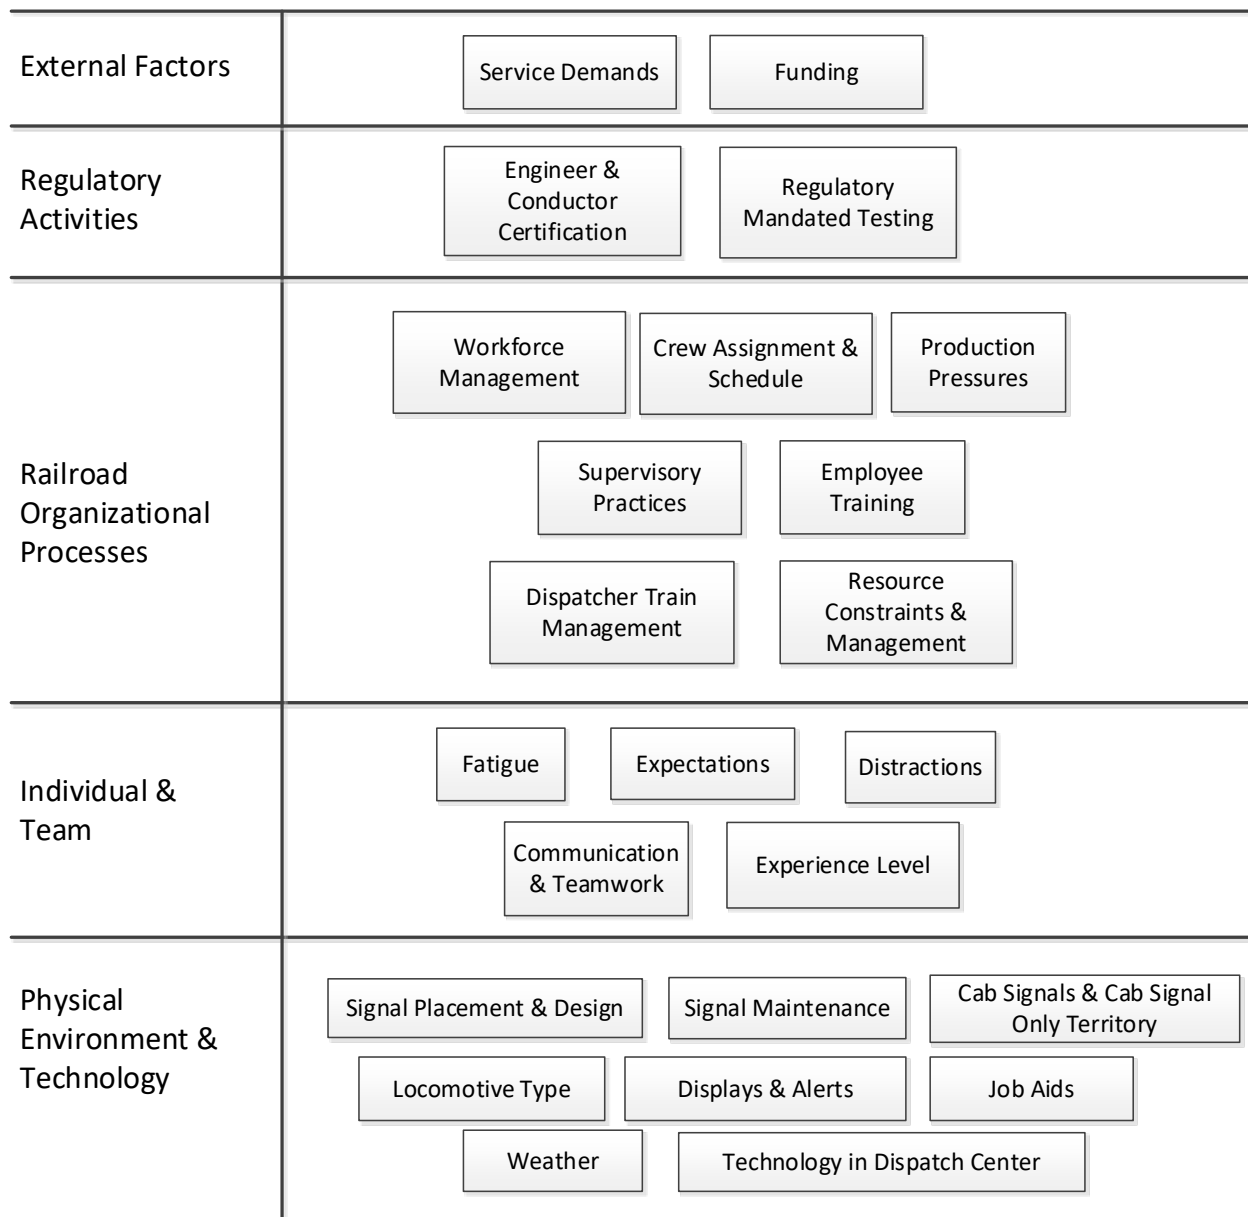 External Factors
Service Demands
Funding
Regulatory
Activities
Engineer &
Conductor
Certification
Regulatory
Mandated Testing
Railroad
Organizational
Processes
Workforce
Management
Crew Assignment &
Schedule
Production
Pressures
Supervisory
Practices
Employee
Training
Dispatcher Train
Management
Resource
Constraints &
Management
Individual &
Team
Fatigue
Expectations
Distractions
Communication
& Teamwork
Experience Level
Physical
Environment &
Technology
Signal Placement & Design
Signal Maintenance
Cab Signals & Cab Signal
Only Territory
Locomotive Type
Displays & Alerts
Job Aids
Weather
Technology in Dispatch Center